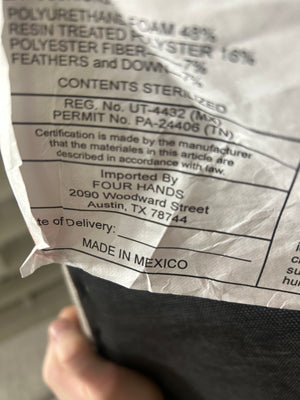 POLYURETHANE FOAM 48%
RESIN TREATED POLYESTER 16%
POLYESTER FIBER 7%
FEATHERS and DOWN 7%
CONTENTS STERILIZED
REG. No. UT-4432 (MX)
PERMIT No. PA-24406 (TN)
Certification is made by the manufacturer
that the materials in this article are
described in accordance with law.
Imported By
FOUR HANDS
2090 Woodward Street
Austin, TX 78744
te of Delivery:
MADE IN MEXICO